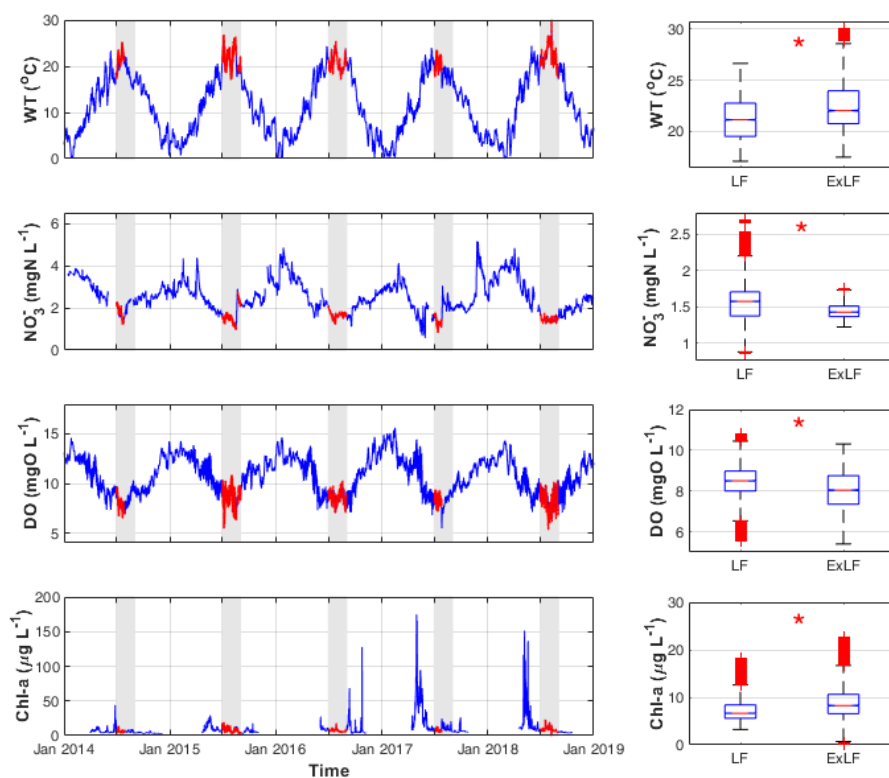 30
20
10
0
WT (°C)
30
25
20
WT (°C)
LF ExLF
6
4
2
0
NO₃⁻ (mgN L⁻¹)
2.5
2
1.5
1
NO₃⁻ (mgN L⁻¹)
LF ExLF
15
10
5
DO (mgO L⁻¹)
12
10
8
6
DO (mgO L⁻¹)
LF ExLF
200
150
100
50
0
Chl-a (μg L⁻¹)
Jan 2014 Jan 2015 Jan 2016 Jan 2017 Jan 2018 Jan 2019
Time
30
20
10
0
Chl-a (μg L⁻¹)
LF ExLF